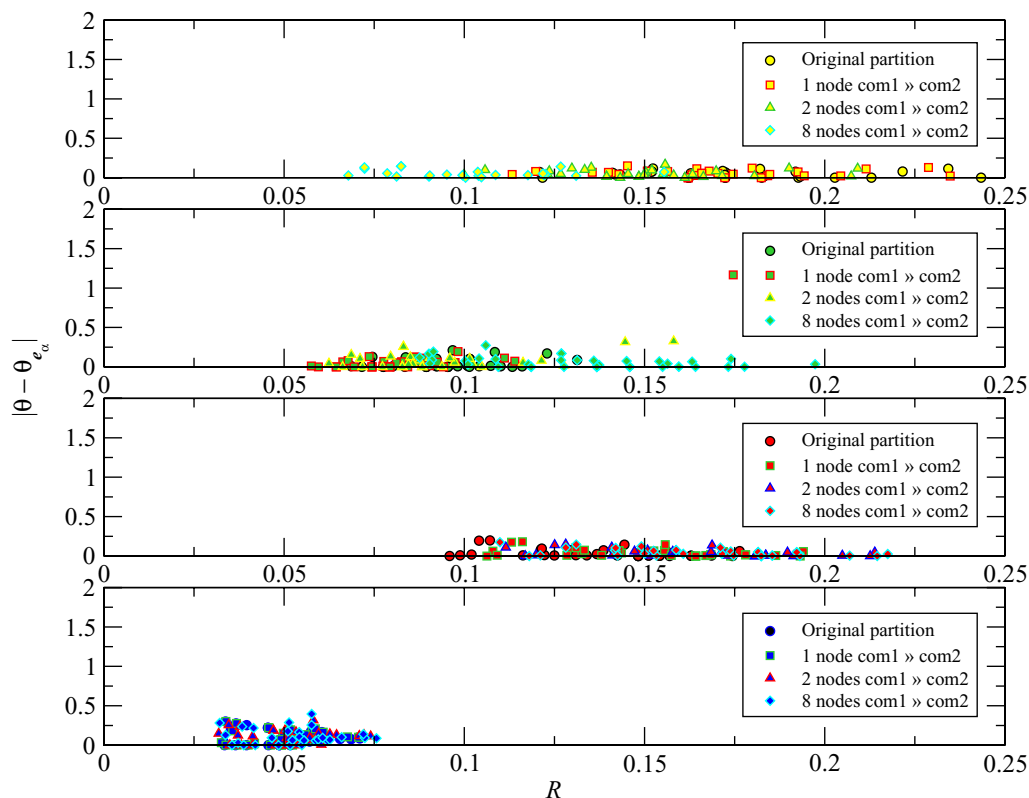 2
1.5
1
0.5
0
Original partition
1 node com1 » com2
2 nodes com1 » com2
8 nodes com1 » com2
0 0.05 0.1 0.15 0.2 0.25
2
1.5
1
0.5
0
Original partition
1 node com1 » com2
2 nodes com1 » com2
8 nodes com1 » com2
0 0.05 0.1 0.15 0.2 0.25
|θ − θ_eα|
2
1.5
1
0.5
0
Original partition
1 node com1 » com2
2 nodes com1 » com2
8 nodes com1 » com2
0 0.05 0.1 0.15 0.2 0.25
2
1.5
1
0.5
0
Original partition
1 node com1 » com2
2 nodes com1 » com2
8 nodes com1 » com2
0 0.05 0.1 0.15 0.2 0.25
R